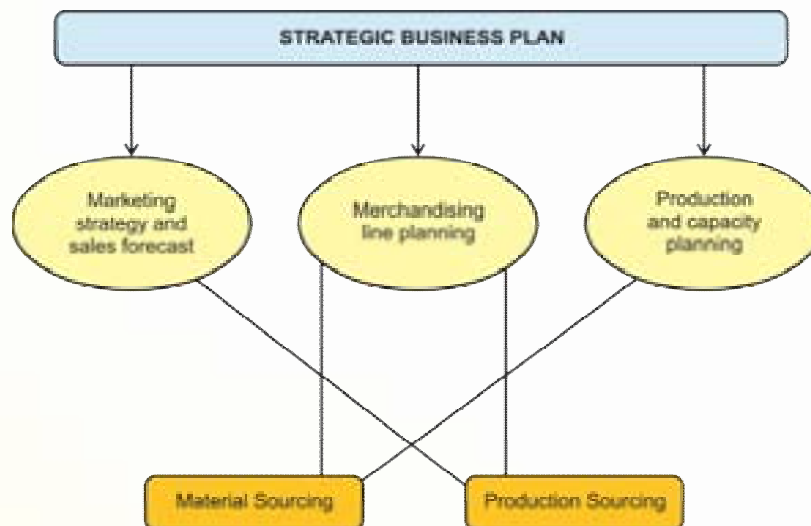 STRATEGIC BUSINESS PLAN
Marketing
strategy and
sales forecast
Merchandising
line planning
Production
and capacity
planning
Material Sourcing
Production Sourcing